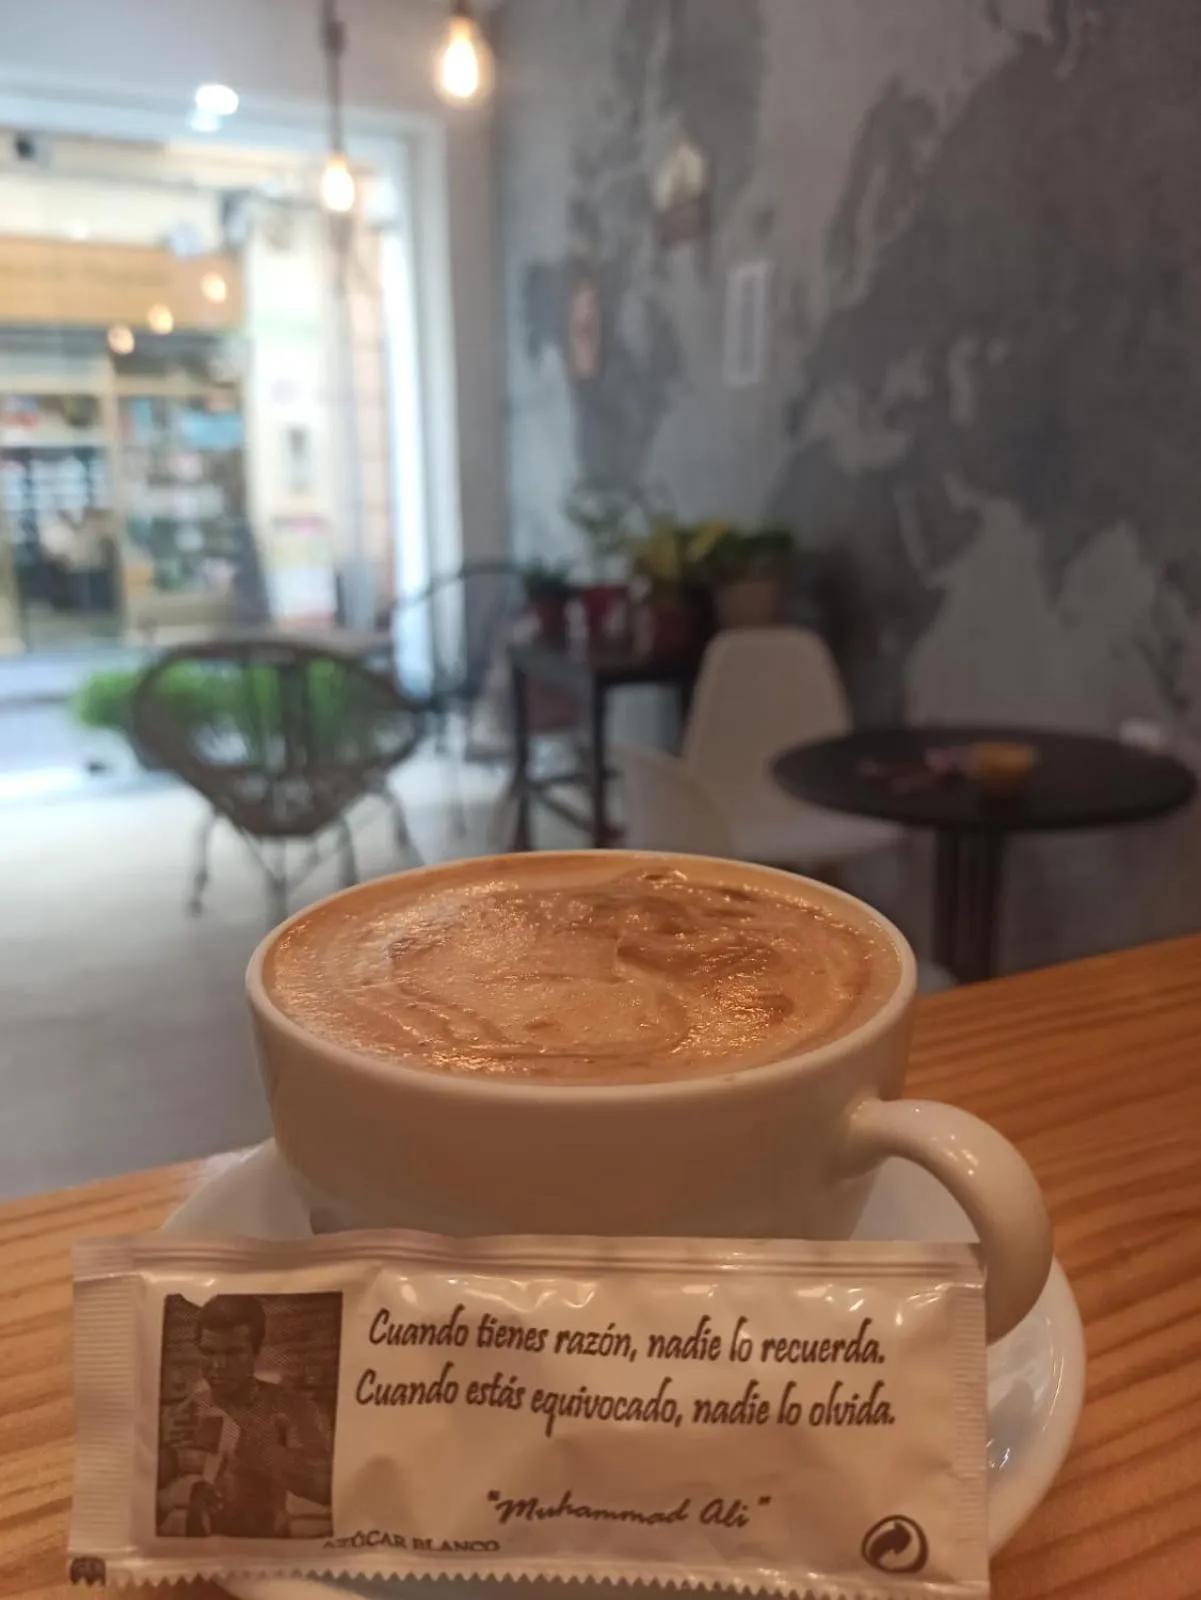 Cuando tienes razón, nadie lo recuerda.
Cuando estás equivocado, nadie lo olvida.
"Muhammad Ali"
AZÚCAR BLANCO